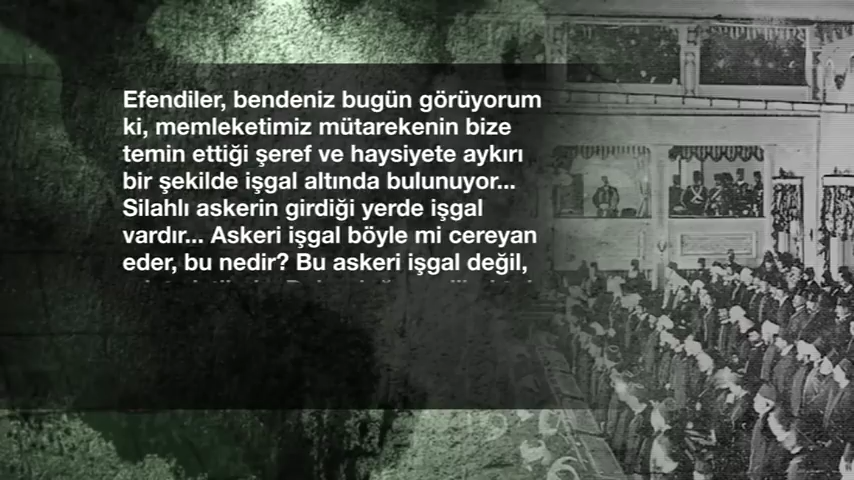 Efendiler, bendeniz bugün görüyorum
ki, memleketimiz mütarekenin bize
temin ettiği şeref ve haysiyete aykırı
bir şekilde işgal altında bulunuyor...
Silahlı askerin girdiği yerde işgal
vardır... Askeri işgal böyle mi cereyan
eder, bu nedir? Bu askeri işgal değil,